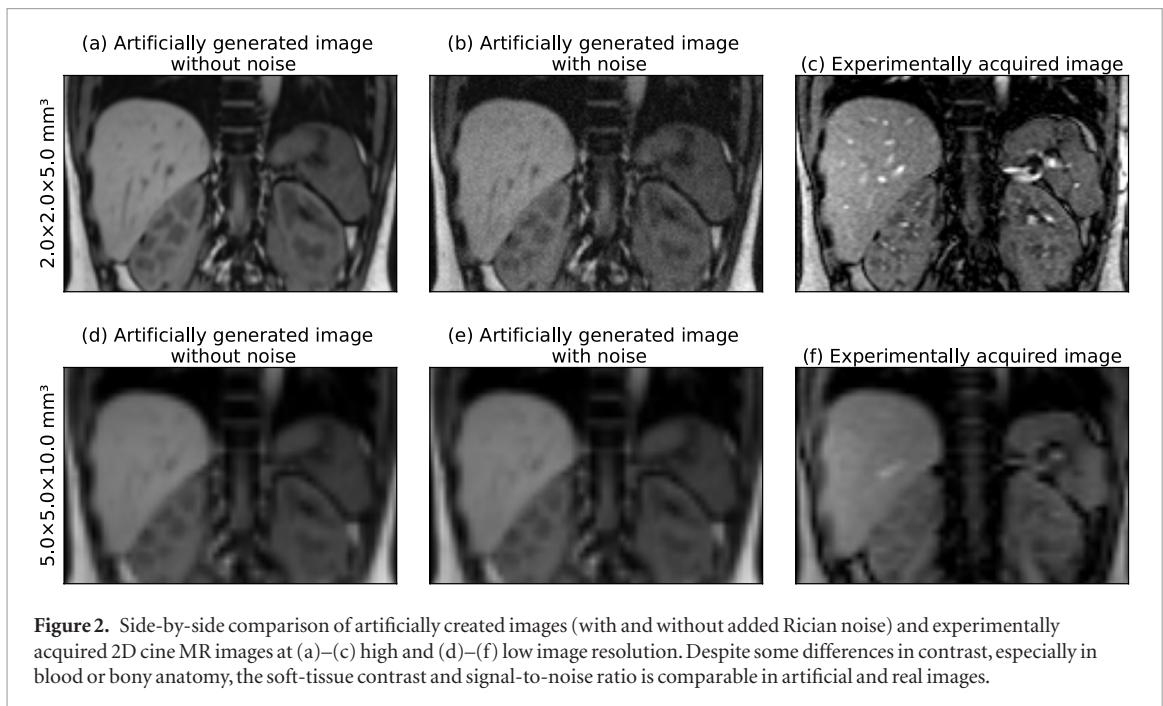 (a) Artificially generated image
without noise
(b) Artificially generated image
with noise
(c) Experimentally acquired image
2.0×2.0×5.0 mm³
(d) Artificially generated image
without noise
(e) Artificially generated image
with noise
(f) Experimentally acquired image
5.0×5.0×10.0 mm³
Figure 2. Side-by-side comparison of artificially created images (with and without added Rician noise) and experimentally
acquired 2D cine MR images at (a)–(c) high and (d)–(f) low image resolution. Despite some differences in contrast, especially in
blood or bony anatomy, the soft-tissue contrast and signal-to-noise ratio is comparable in artificial and real images.